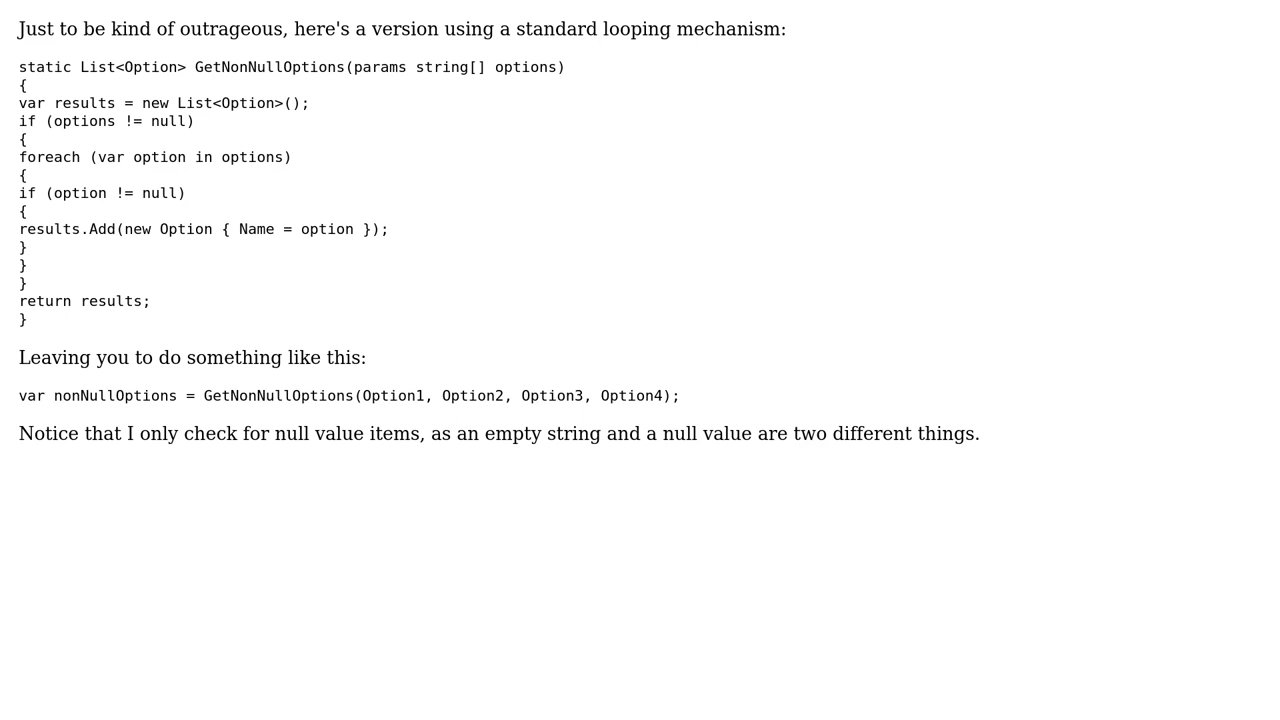 Just to be kind of outrageous, here's a version using a standard looping mechanism:
static List<Option> GetNonNullOptions(params string[] options)
{
var results = new List<Option>();
if (options != null)
{
foreach (var option in options)
{
if (option != null)
{
results.Add(new Option { Name = option });
}
}
}
return results;
}
Leaving you to do something like this:
var nonNullOptions = GetNonNullOptions(Option1, Option2, Option3, Option4);
Notice that I only check for null value items, as an empty string and a null value are two different things.